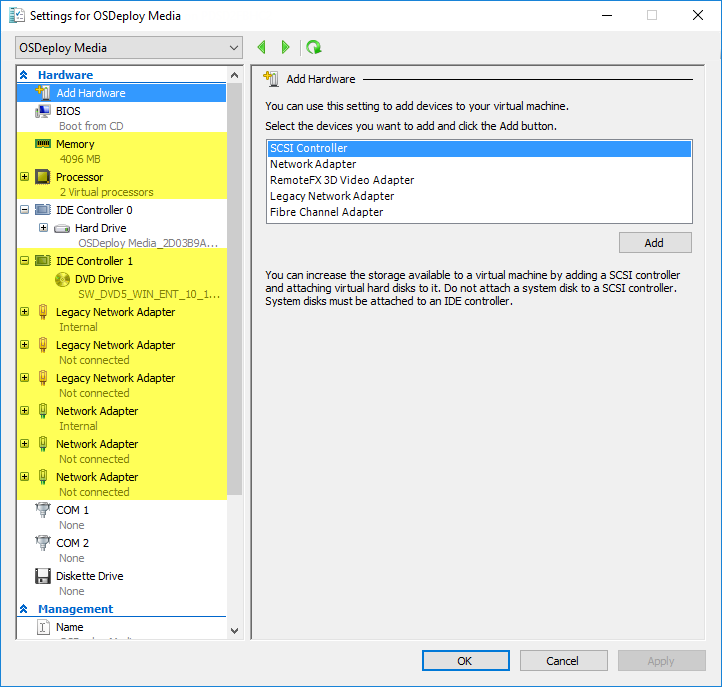 Settings for OSDeploy Media
OSDeploy Media
Hardware
Add Hardware
BIOS
Boot from CD
Memory
4096 MB
Processor
2 Virtual processors
IDE Controller 0
Hard Drive
OSDeploy Media_2D03B9A...
IDE Controller 1
DVD Drive
SW_DVD5_WIN_ENT_10_1...
Legacy Network Adapter
Internal
Legacy Network Adapter
Not connected
Legacy Network Adapter
Not connected
Network Adapter
Internal
Network Adapter
Not connected
Network Adapter
Not connected
COM 1
None
COM 2
None
Diskette Drive
None
Management
Name
Add Hardware
You can use this setting to add devices to your virtual machine.
Select the devices you want to add and click the Add button.
SCSI Controller
Network Adapter
RemoteFX 3D Video Adapter
Legacy Network Adapter
Fibre Channel Adapter
Add
You can increase the storage available to a virtual machine by adding a SCSI controller
and attaching virtual hard disks to it. Do not attach a system disk to a SCSI controller.
System disks must be attached to an IDE controller.
OK
Cancel
Apply